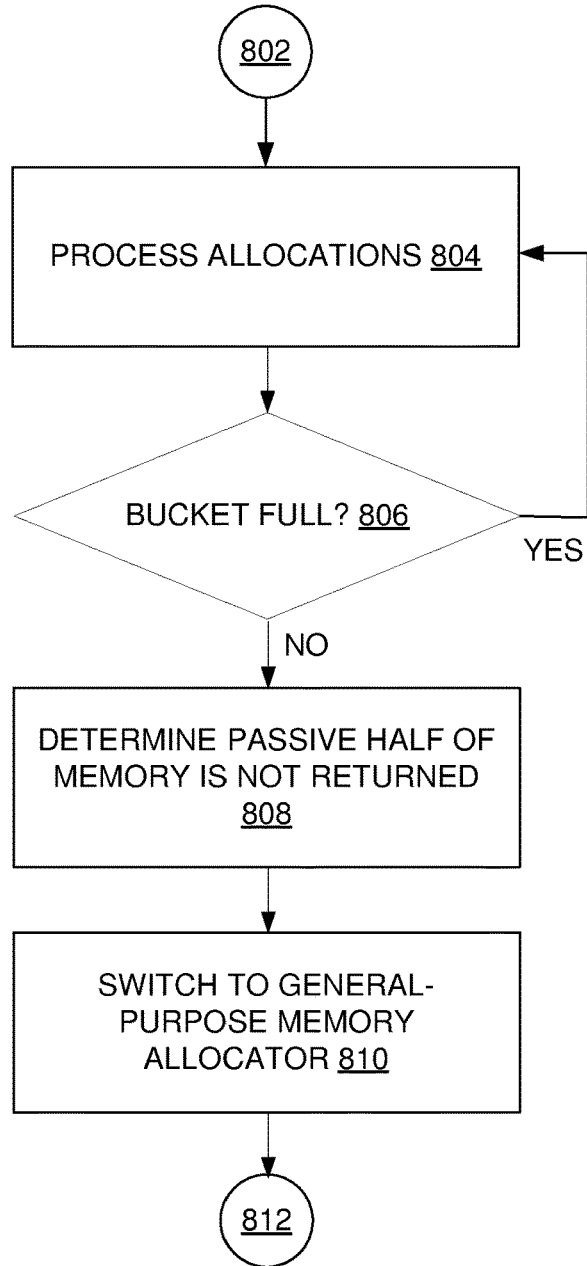 802
PROCESS ALLOCATIONS 804
BUCKET FULL? 806
YES
NO
DETERMINE PASSIVE HALF OF
MEMORY IS NOT RETURNED
808
SWITCH TO GENERAL-
PURPOSE MEMORY
ALLOCATOR 810
812